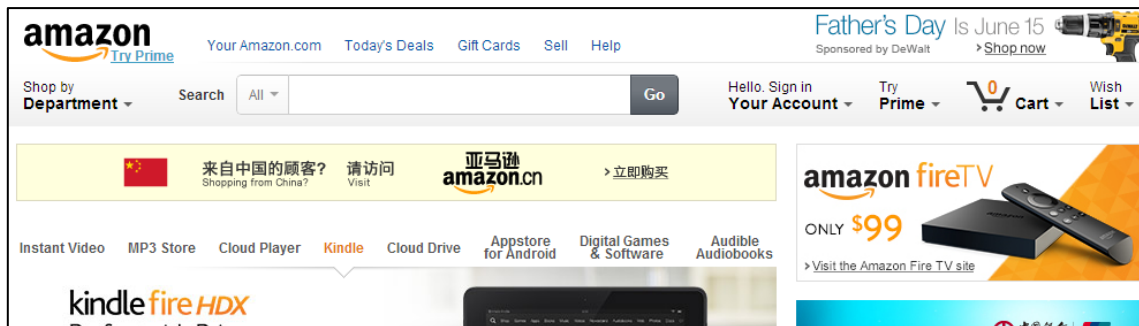 amazon
Try Prime
Your Amazon.com Today's Deals Gift Cards Sell Help
Father's Day Is June 15
Sponsored by DeWalt
›Shop now
Shop by
Department
Search All Go
Hello. Sign in
Your Account
Try
Prime
0
Cart
Wish
List
来自中国的顾客?
Shopping from China?
请访问
Visit
亚马逊
amazon.cn
›立即购买
amazon fireTV
ONLY $99
›Visit the Amazon Fire TV site
Instant Video MP3 Store Cloud Player Kindle Cloud Drive
Appstore
for Android
Digital Games
& Software
Audible
Audiobooks
kindle fire HDX